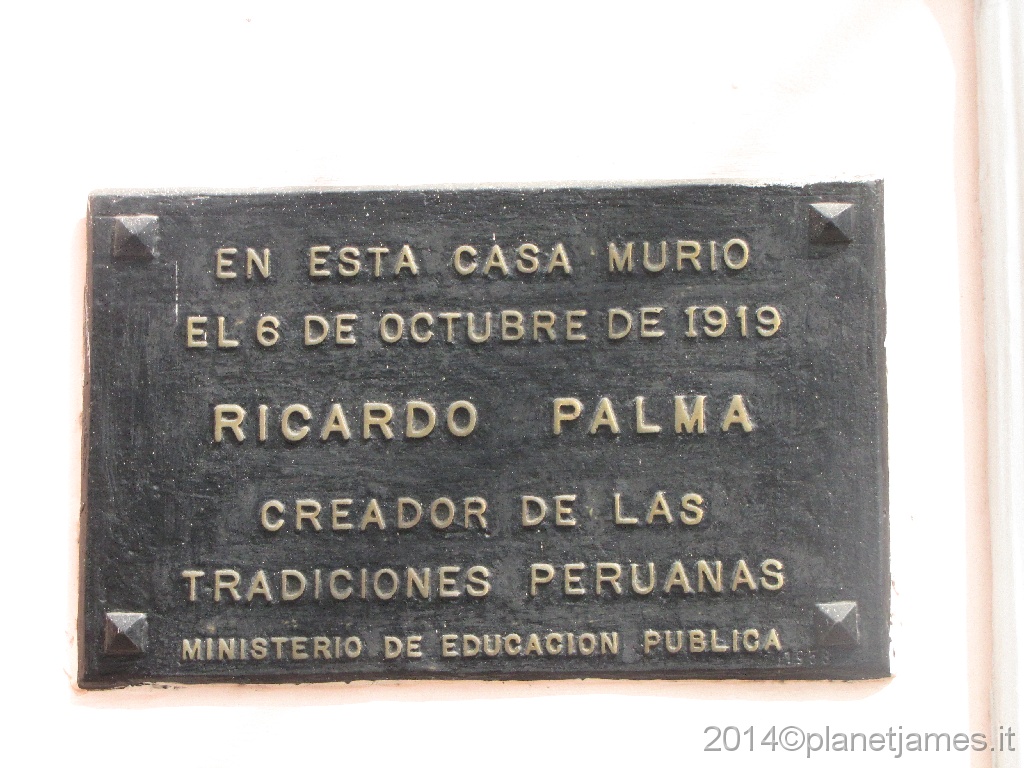 EN ESTA CASA MURIO
EL 6 DE OCTUBRE DE 1919
RICARDO PALMA
CREADOR DE LAS
TRADICIONES PERUANAS
MINISTERIO DE EDUCACION PUBLICA
2014©planetjames.it